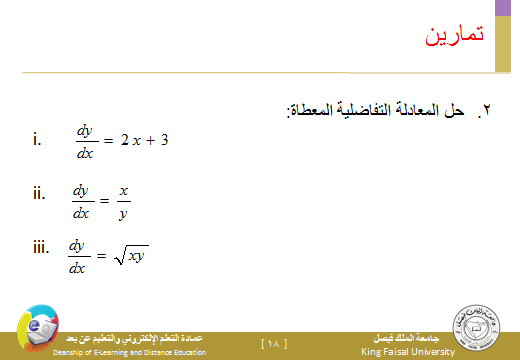 تمارين
٢. حل المعادلة التفاضلية المعطاة:
i. dy/dx = 2x + 3
ii. dy/dx = x/y
iii. dy/dx = √xy
عمادة التعلم الإلكتروني والتعليم عن بعد
Deanship of E-Learning and Distance Education
[ ١٨ ]
جامعة الملك فيصل
King Faisal University